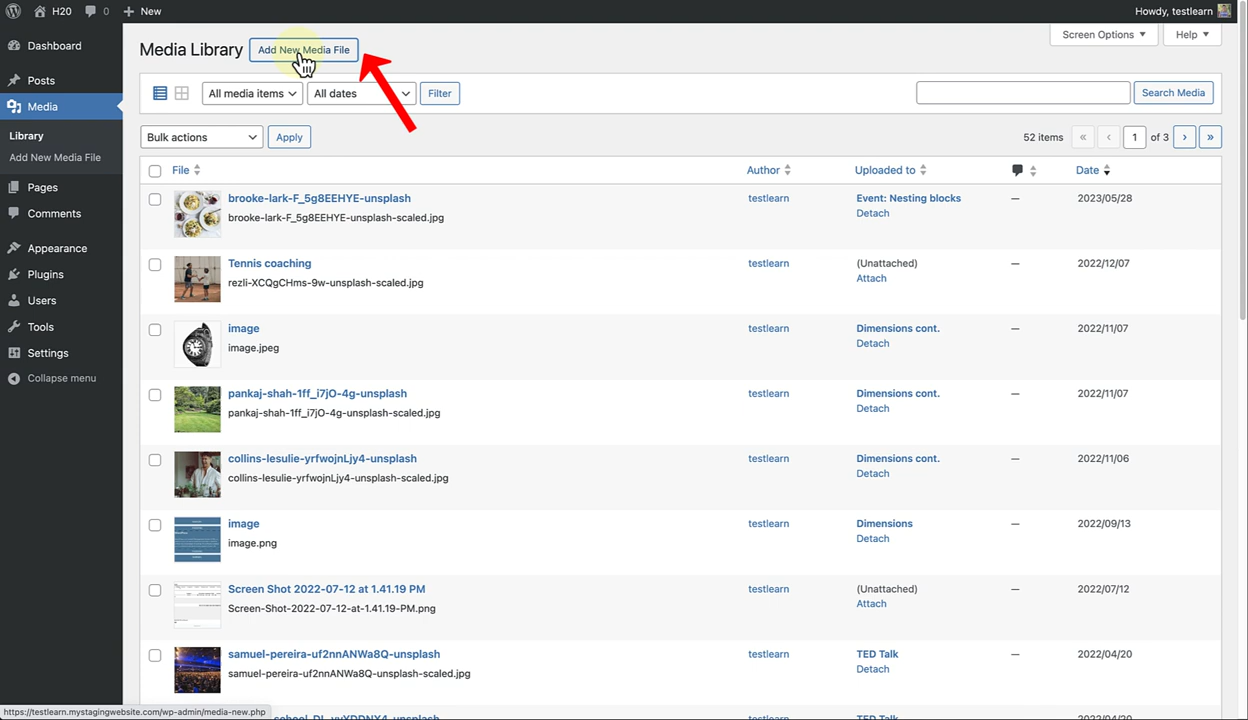 H20 0 New
Howdy, testlearn
Dashboard
Posts
Media
Library
Add New Media File
Pages
Comments
Appearance
Plugins
Users
Tools
Settings
Collapse menu
Media Library Add New Media File
Screen Options Help
All media items All dates Filter
Search Media
Bulk actions Apply
52 items « ‹ 1 of 3 › »
File Author Uploaded to Date
brooke-lark-F_5g8EEHYE-unsplash testlearn Event: Nesting blocks — 2023/05/28
brooke-lark-F_5g8EEHYE-unsplash-scaled.jpg Detach
Tennis coaching testlearn (Unattached) — 2022/12/07
rezli-XCQgCHms-9w-unsplash-scaled.jpg Attach
image testlearn Dimensions cont. — 2022/11/07
image.jpeg Detach
pankaj-shah-1ff_i7jO-4g-unsplash testlearn Dimensions cont. — 2022/11/07
pankaj-shah-1ff_i7jO-4g-unsplash-scaled.jpg Detach
collins-lesulie-yrfwojnLjy4-unsplash testlearn Dimensions cont. — 2022/11/06
collins-lesulie-yrfwojnLjy4-unsplash-scaled.jpg Detach
image testlearn Dimensions — 2022/09/13
image.png Detach
Screen Shot 2022-07-12 at 1.41.19 PM testlearn (Unattached) — 2022/07/12
Screen-Shot-2022-07-12-at-1.41.19-PM.png Attach
samuel-pereira-uf2nnANWa8Q-unsplash testlearn TED Talk — 2022/04/20
samuel-pereira-uf2nnANWa8Q-unsplash-scaled.jpg Detach
testlearn TED Talk — 2022/04/20
https://testlearn.mystagingwebsite.com/wp-admin/media-new.php